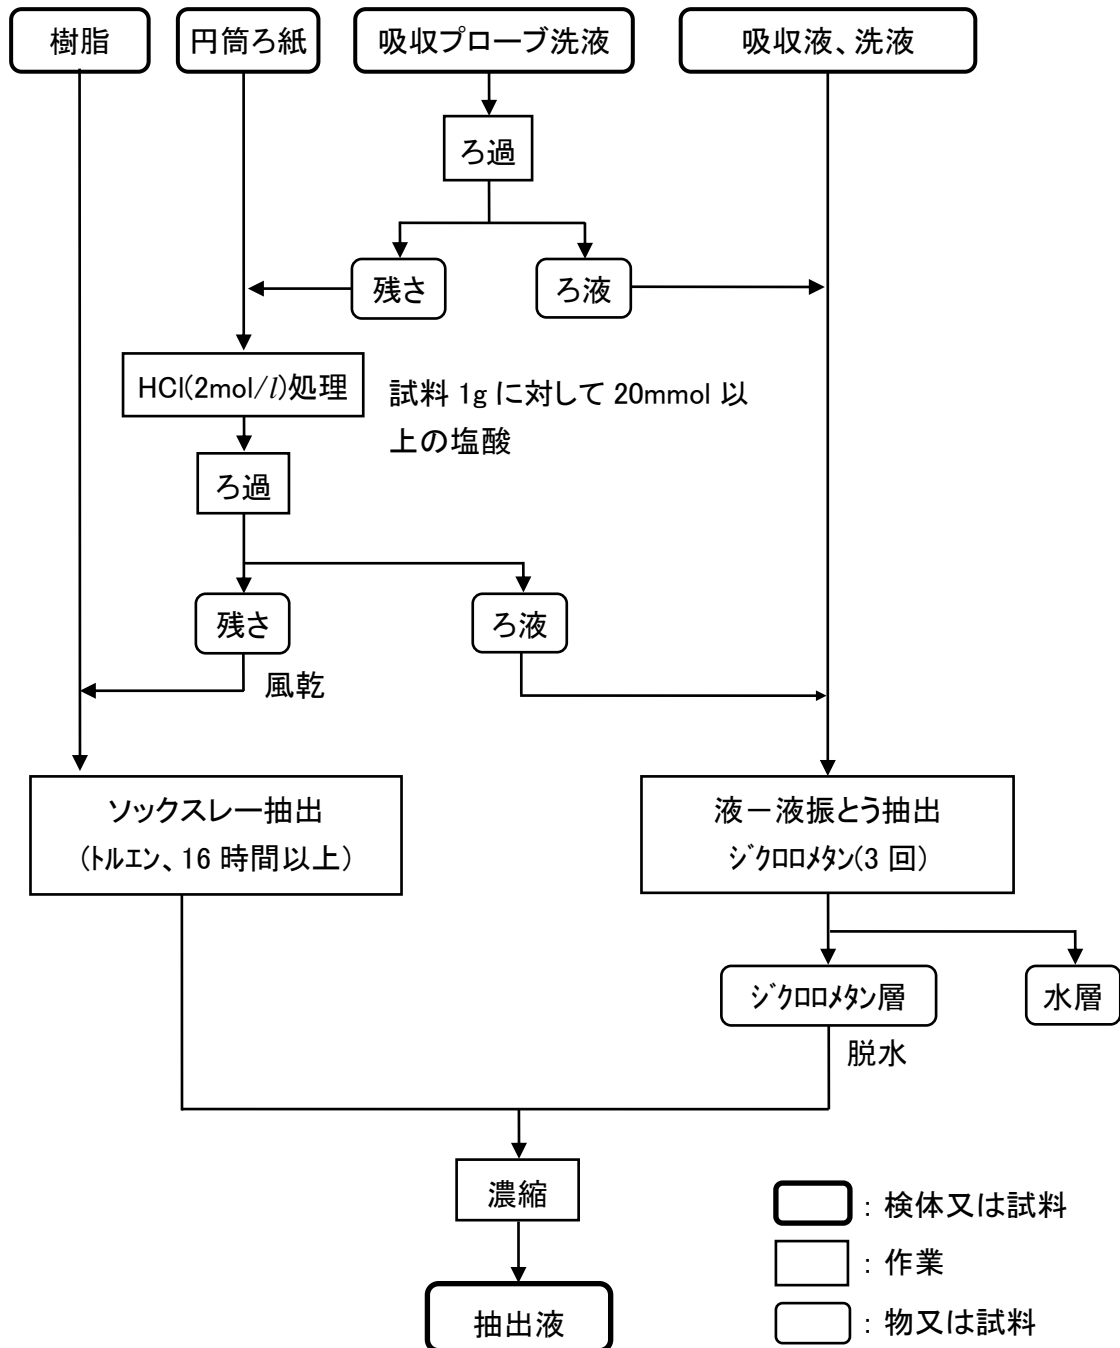 樹脂
円筒ろ紙
吸収プローブ洗液
吸収液、洗液
ろ過
残さ
ろ液
HCl(2mol/l)処理
試料 1g に対して 20mmol 以
上の塩酸
ろ過
残さ
ろ液
風乾
ソックスレー抽出
(トルエン、16 時間以上)
液－液振とう抽出
ジクロロメタン(3 回)
ジクロロメタン層
水層
脱水
濃縮
抽出液
: 検体又は試料
: 作業
: 物又は試料